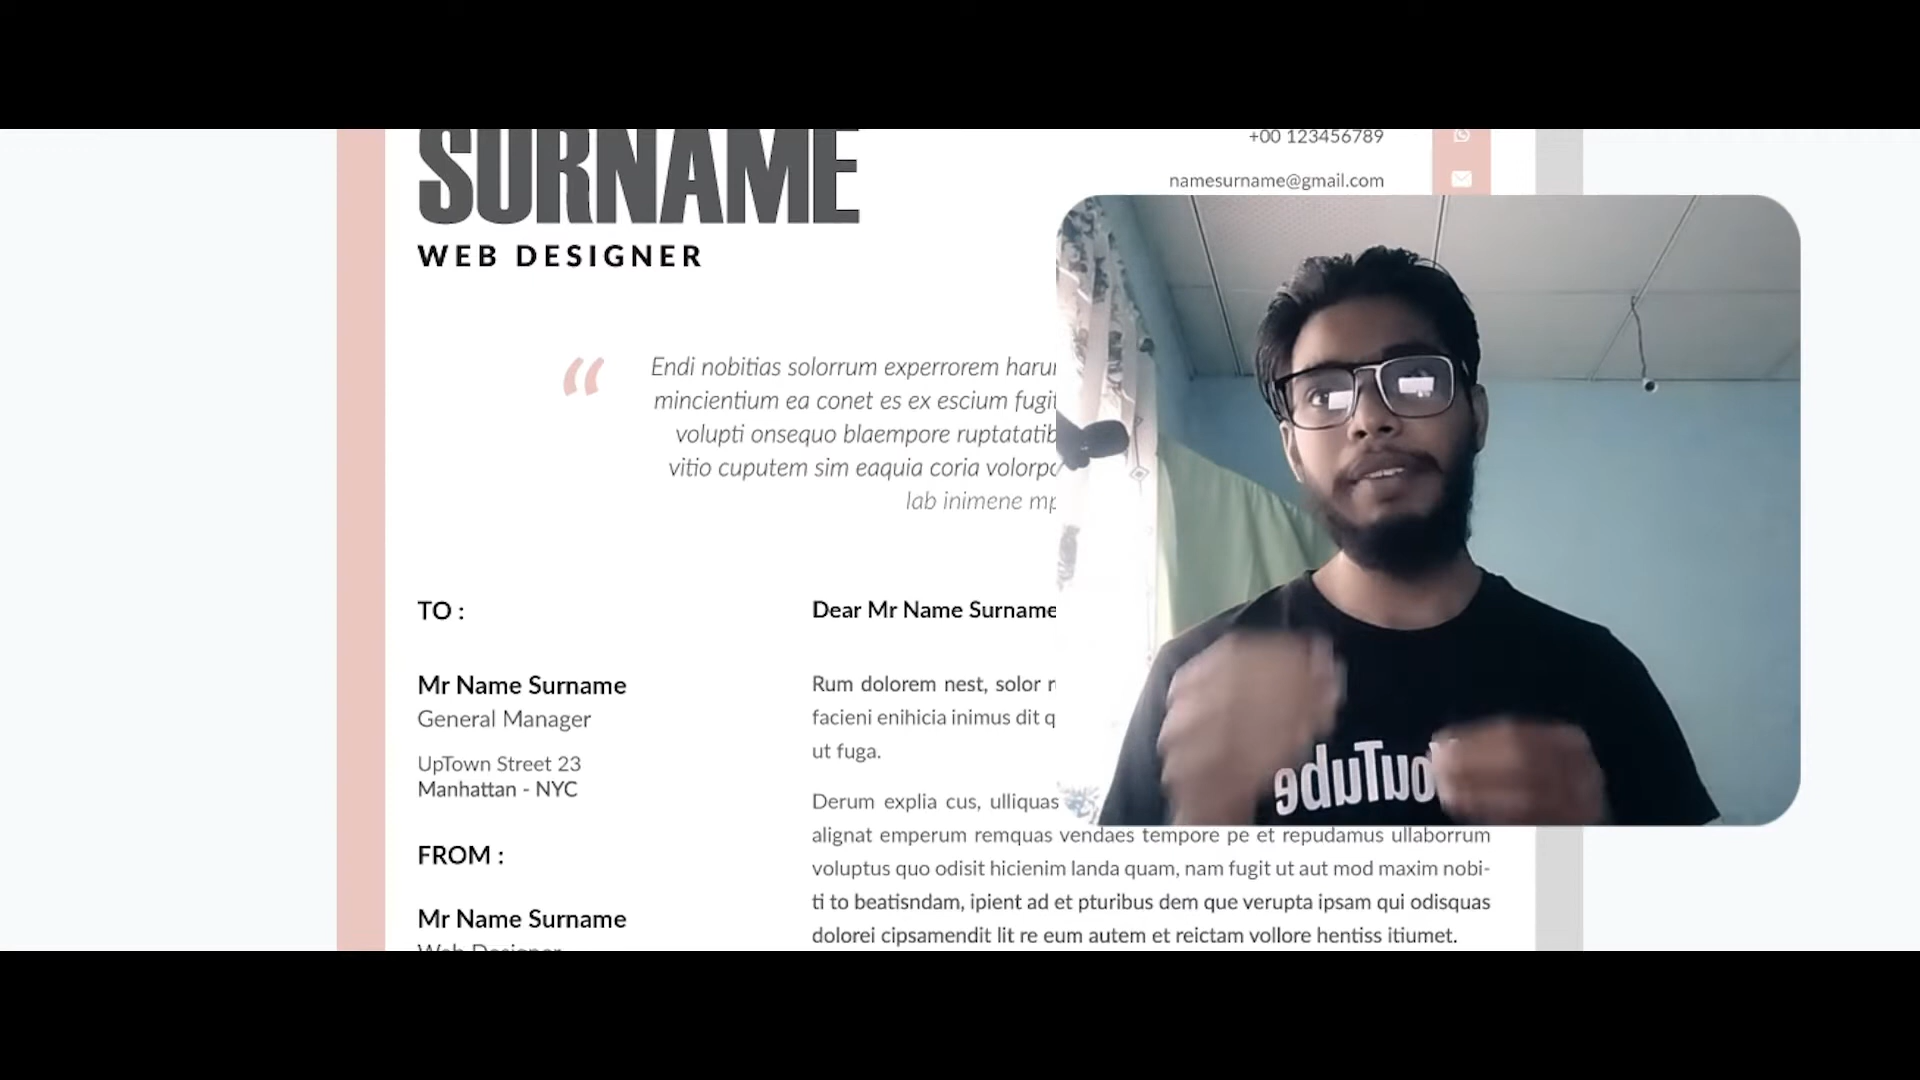 SURNAME
WEB DESIGNER
+00 123456789
namesurname@gmail.com
“
Endi nobitias solorrum experrorem
mincientium ea conet es ex escium
volupti onsequo blaempore
vitio cuputem sim eaquia coria
lab inimene
TO :
Mr Name Surname
General Manager
UpTown Street 23
Manhattan - NYC
FROM :
Mr Name Surname
Web Designer
Dear Mr Name Surname
Rum dolorem nest, solor
facieni enihicia inimus dit
ut fuga.
Derum explia cus, ulliquas
alignat emperum remquas vendaes tempore pe et repudamus ullaborrum
voluptus quo odisit hicienim landa quam, nam fugit ut aut mod maxim nobi-
ti to beatisndam, ipient ad et pturibus dem que verupta ipsam qui odisquas
dolorei cipsamendit lit re eum autem et reictam vollore hentiss itiumet.
YouTube